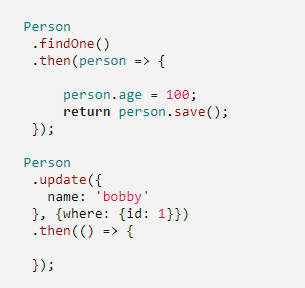 Person
.findOne()
.then(person => {
person.age = 100;
return person.save();
});
Person
.update({
name: 'bobby'
}, {where: {id: 1}})
.then(() => {
});